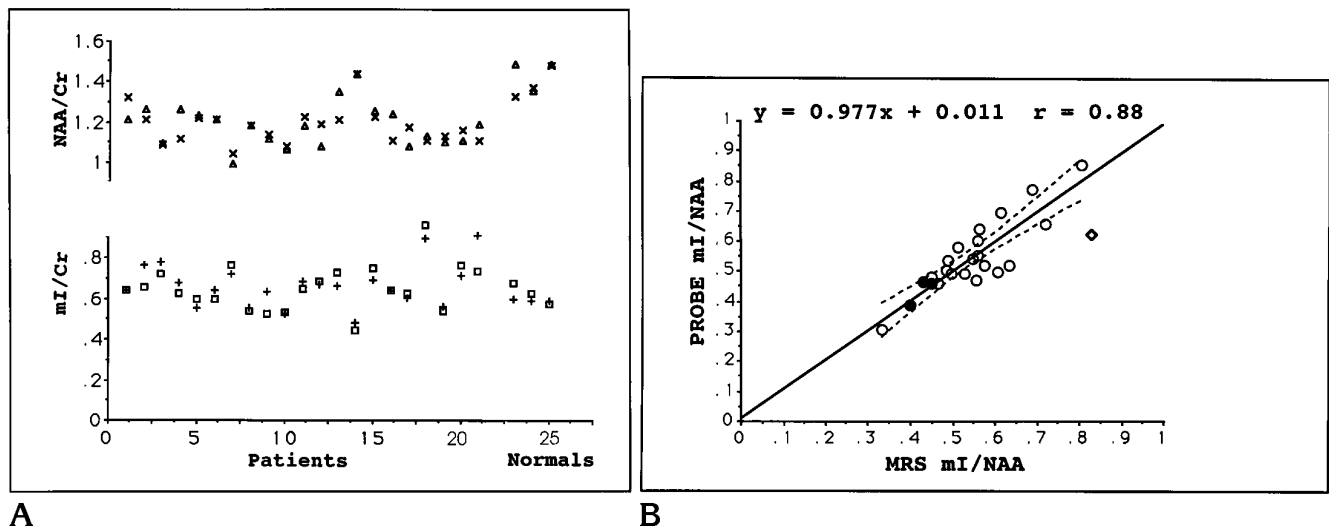 1.6
1.4
1.2
1
NAA/Cr
.8
.6
.4
.2
0
mI/Cr
0 5 10 15 20 25
Patients Normals
A
y = 0.977x + 0.011 r = 0.88
1
.9
.8
.7
.6
.5
.4
.3
.2
.1
0
PROBE mI/NAA
0 .1 .2 .3 .4 .5 .6 .7 .8 .9 1
MRS mI/NAA
B